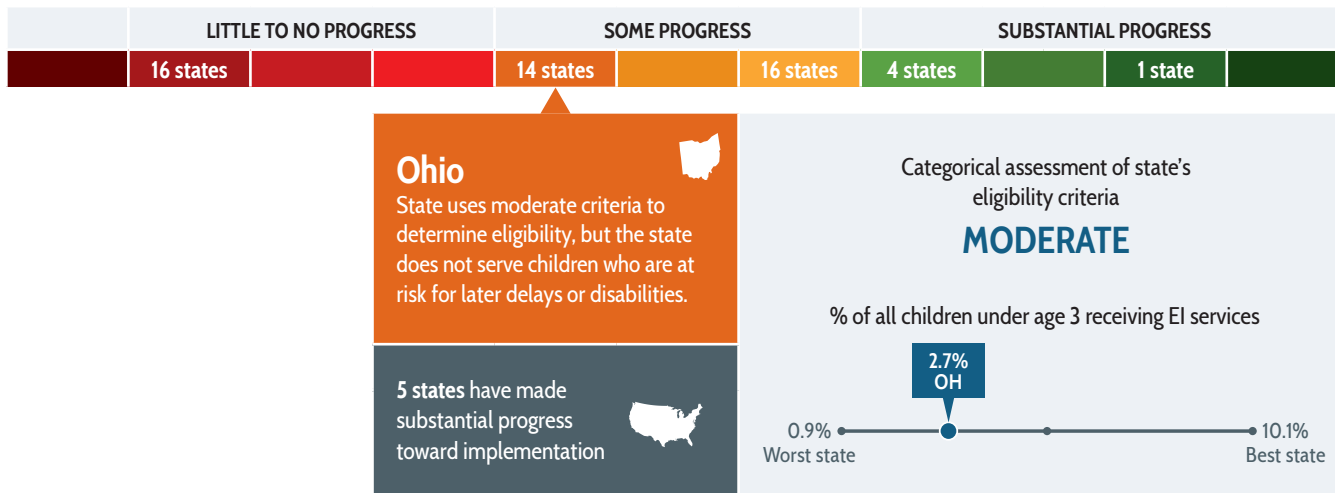 LITTLE TO NO PROGRESS
SOME PROGRESS
SUBSTANTIAL PROGRESS
16 states
14 states
16 states
4 states
1 state
Ohio
State uses moderate criteria to
determine eligibility, but the state
does not serve children who are at
risk for later delays or disabilities.
5 states have made
substantial progress
toward implementation
Categorical assessment of state’s
eligibility criteria
MODERATE
% of all children under age 3 receiving EI services
2.7%
OH
0.9%
Worst state
10.1%
Best state